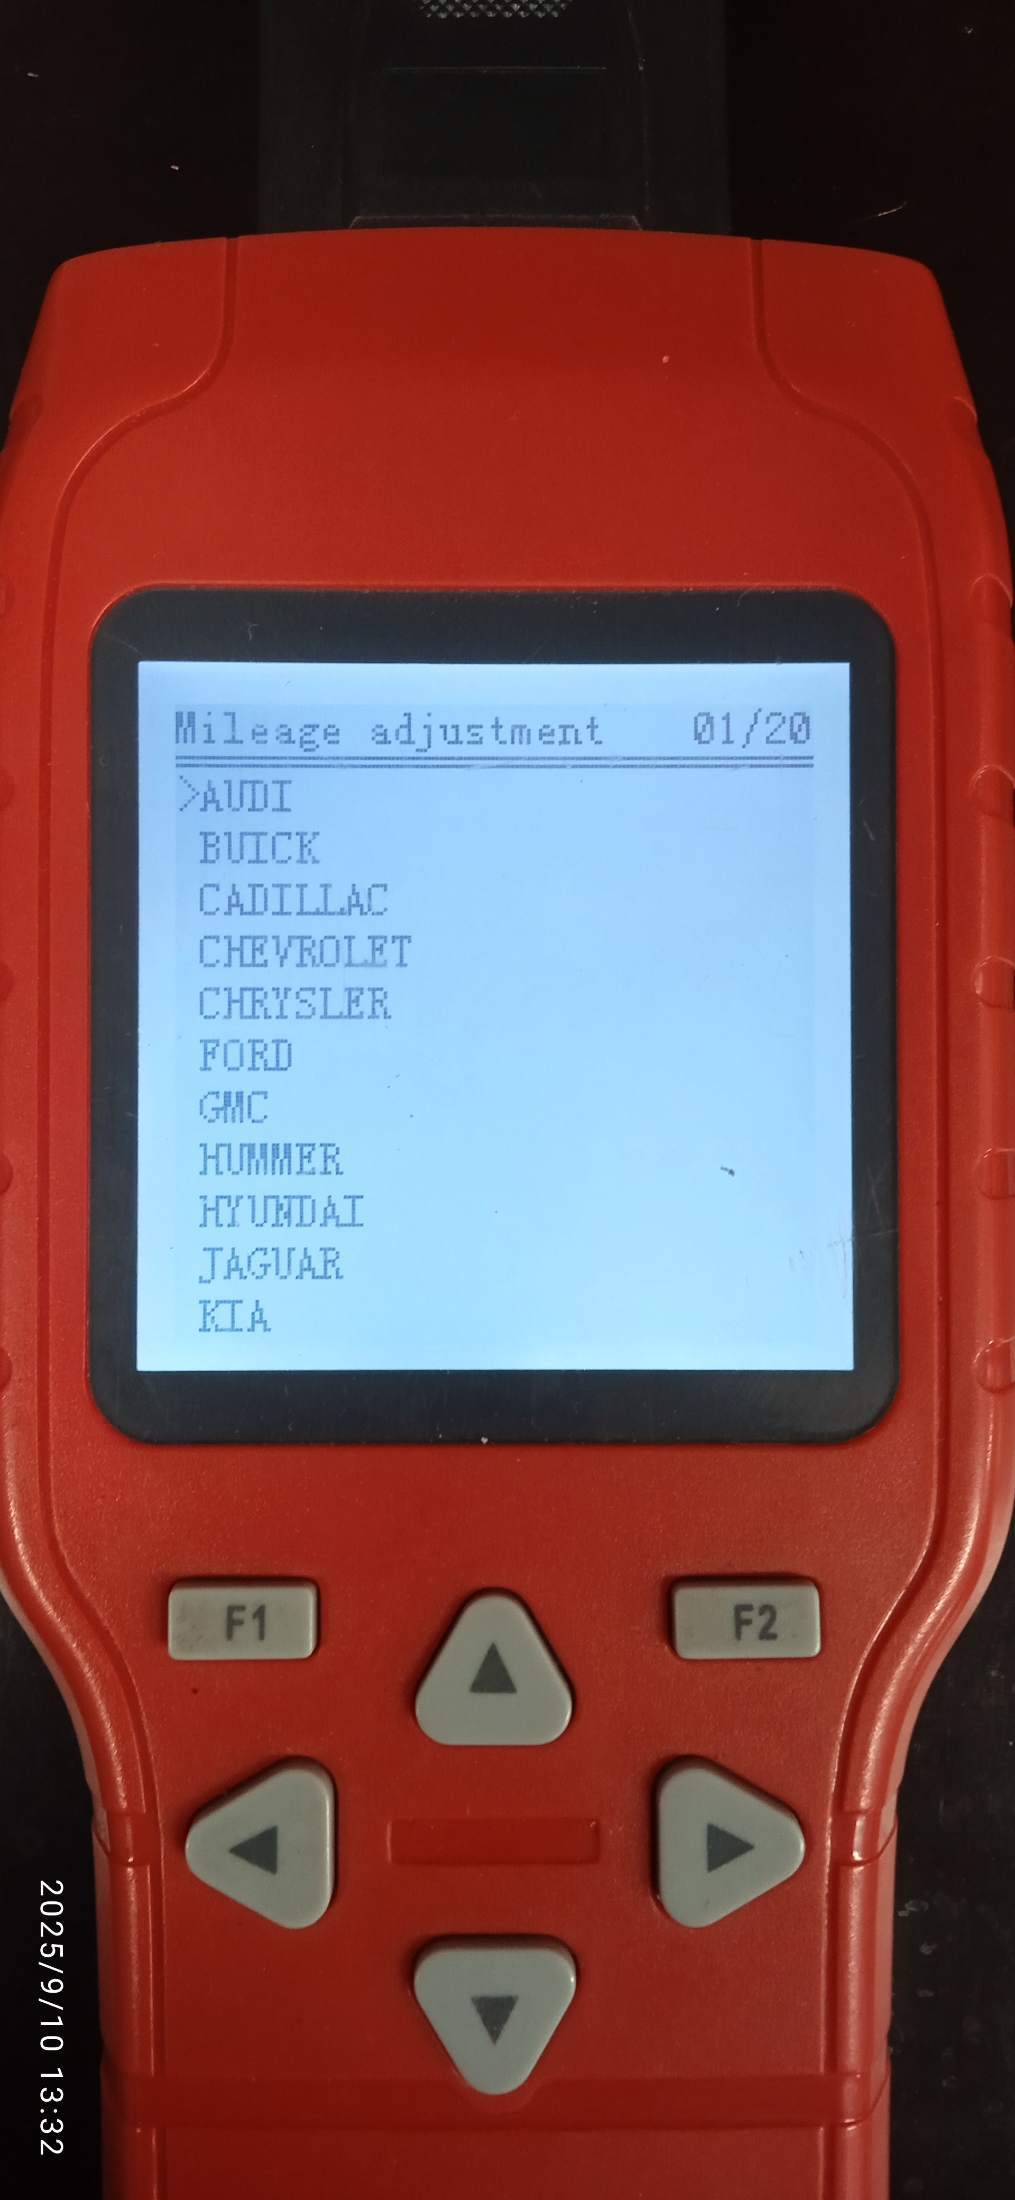 Mileage adjustment 01/20
>AUDI
BUICK
CADILLAC
CHEVROLET
CHRYSLER
FORD
GMC
HUMMER
HYUNDAI
JAGUAR
KIA
F1
F2
2025/9/10 13:32